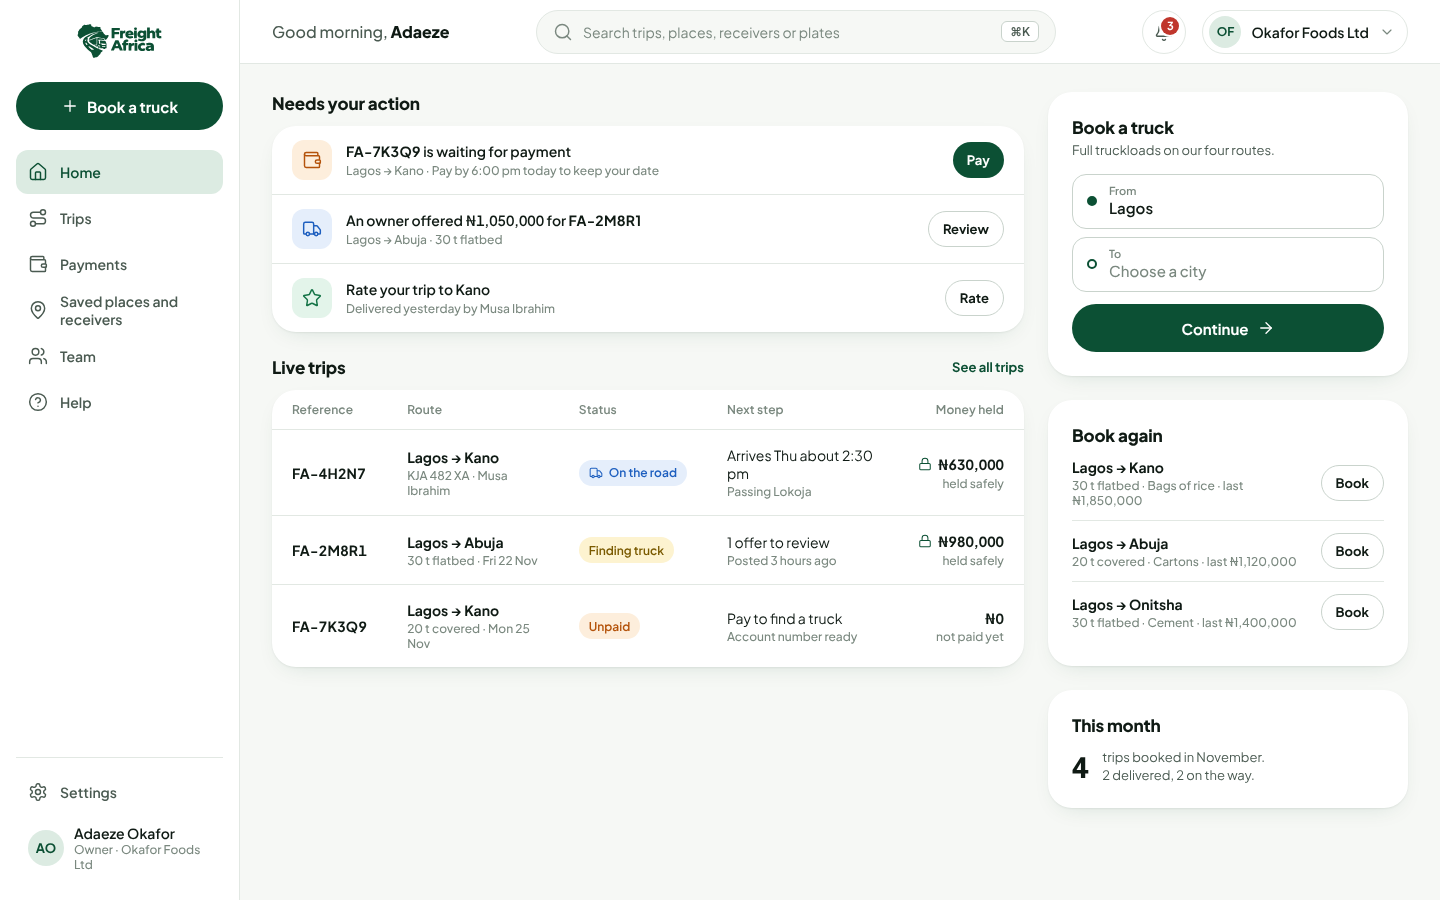 Freight
Africa
Book a truck
Home
Trips
Payments
Saved places and
receivers
Team
Help
Settings
AO
Adaeze Okafor
Owner · Okafor Foods
Ltd
Good morning, Adaeze
Search trips, places, receivers or plates
⌘K
3
OF
Okafor Foods Ltd
Needs your action
FA-7K3Q9 is waiting for payment
Lagos → Kano · Pay by 6:00 pm today to keep your date
Pay
An owner offered ₦1,050,000 for FA-2M8R1
Lagos → Abuja · 30 t flatbed
Review
Rate your trip to Kano
Delivered yesterday by Musa Ibrahim
Rate
Live trips
See all trips
Reference Route Status Next step Money held
FA-4H2N7
Lagos → Kano
KJA 482 XA · Musa
Ibrahim
On the road
Arrives Thu about 2:30
pm
Passing Lokoja
₦630,000
held safely
FA-2M8R1
Lagos → Abuja
30 t flatbed · Fri 22 Nov
Finding truck
1 offer to review
Posted 3 hours ago
₦980,000
held safely
FA-7K3Q9
Lagos → Kano
20 t covered · Mon 25
Nov
Unpaid
Pay to find a truck
Account number ready
₦0
not paid yet
Book a truck
Full truckloads on our four routes.
From
Lagos
To
Choose a city
Continue →
Book again
Lagos → Kano
30 t flatbed · Bags of rice · last
₦1,850,000
Book
Lagos → Abuja
20 t covered · Cartons · last ₦1,120,000
Book
Lagos → Onitsha
30 t flatbed · Cement · last ₦1,400,000
Book
This month
4
trips booked in November.
2 delivered, 2 on the way.